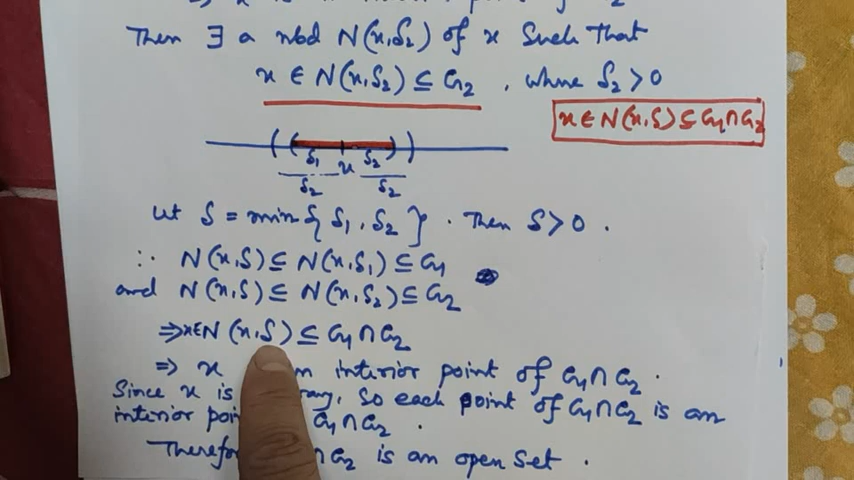 Then ∃ a nbd N(x,δ₂) of x such that
x ∈ N(x,δ₂) ⊆ G₂ , where δ₂ > 0
x ∈ N(x,δ) ⊆ G₁∩G₂
( ( δ₁ x δ₂ ) )
δ₂ δ₂
Let δ = min{ δ₁, δ₂ } . Then δ > 0 .
∴ N(x,δ) ⊆ N(x,δ₁) ⊆ G₁
and N(x,δ) ⊆ N(x,δ₂) ⊆ G₂
⇒ x∈N(x,δ) ⊆ G₁∩G₂
⇒ x an interior point of G₁∩G₂ .
Since x is , so each point of G₁∩G₂ is an
interior G₁∩G₂ .
G₂ is an open set .